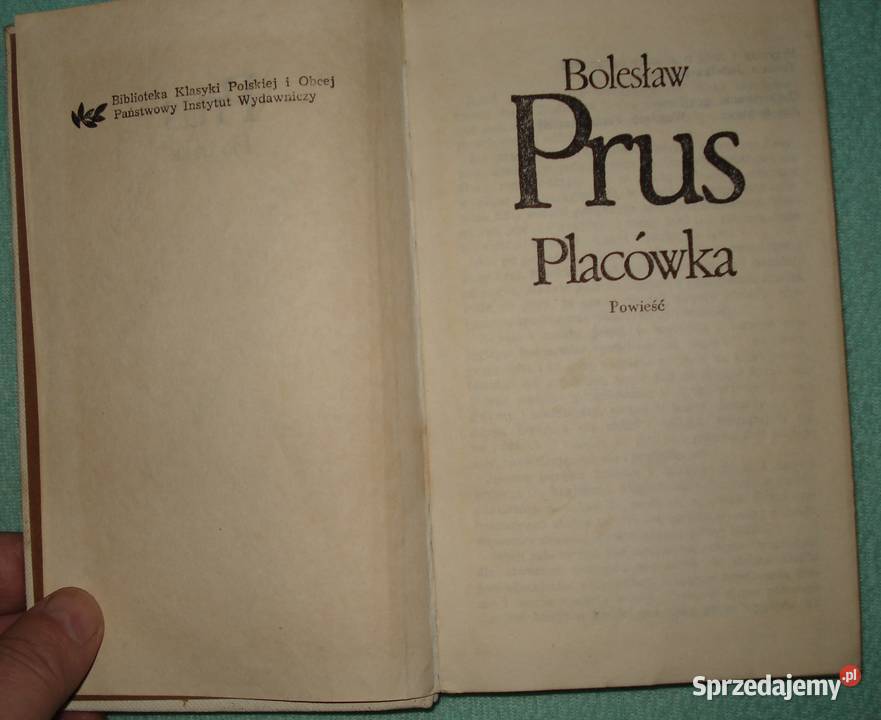 Biblioteka Klasyki Polskiej i Obcej
Państwowy Instytut Wydawniczy
Bolesław
Prus
Placówka
Powieść
Sprzedajemy.pl